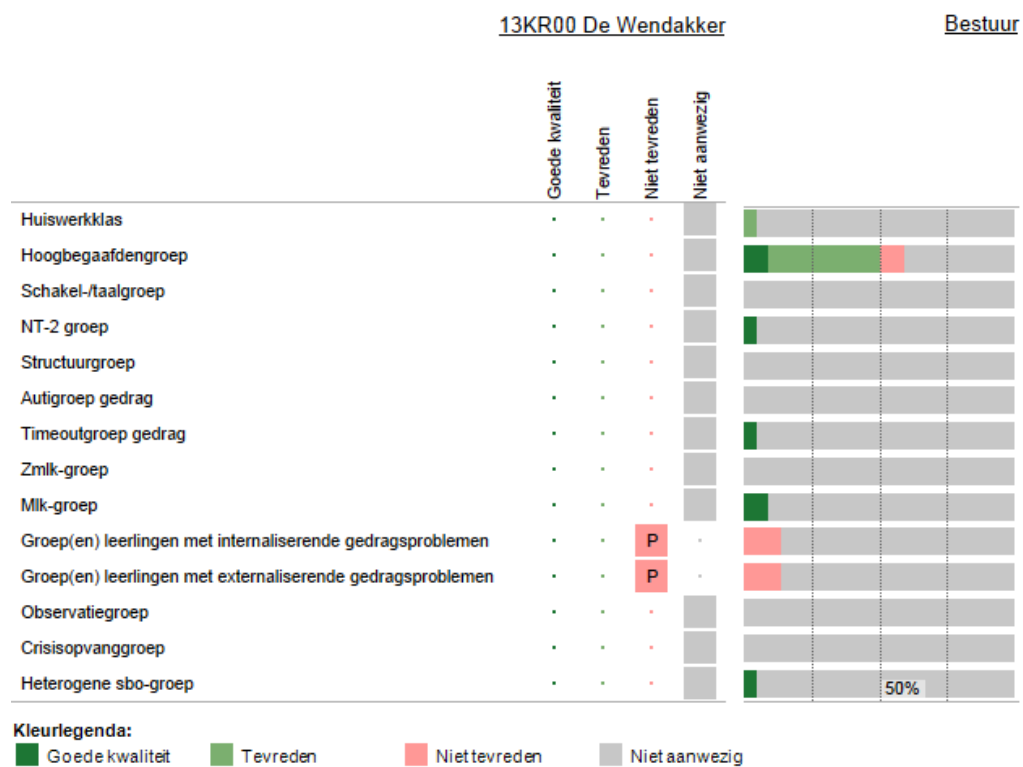 13KR00 De Wendakker Bestuur
Goede kwaliteit
Tevreden
Niet tevreden
Niet aanwezig
Huiswerkklas
Hoogbegaafdengroep
Schakel-/taalgroep
NT-2 groep
Structuurgroep
Autigroep gedrag
Timeoutgroep gedrag
Zmlk-groep
Mlk-groep
Groep(en) leerlingen met internaliserende gedragsproblemen P
Groep(en) leerlingen met externaliserende gedragsproblemen P
Observatiegroep
Crisisopvanggroep
Heterogene sbo-groep 50%
Kleurlegenda:
Goede kwaliteit Tevreden Niet tevreden Niet aanwezig